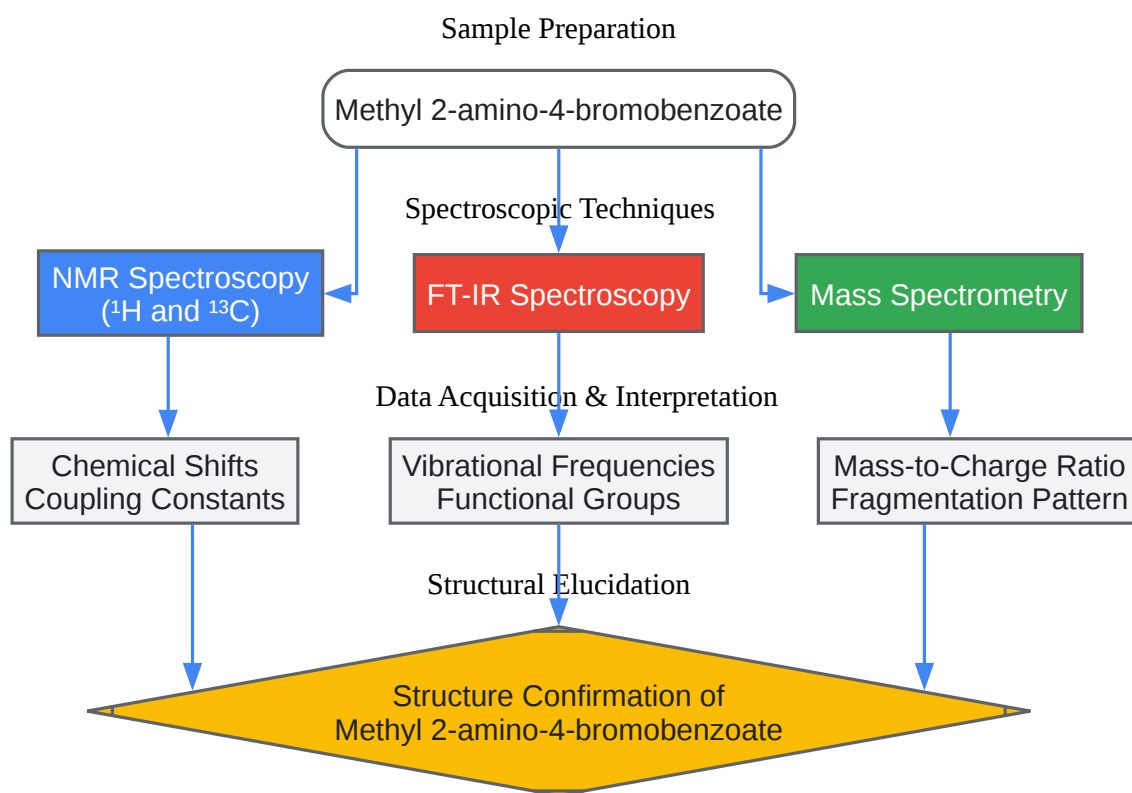 Sample Preparation
Methyl 2-amino-4-bromobenzoate
Spectroscopic Techniques
NMR Spectroscopy
(¹H and ¹³C)
FT-IR Spectroscopy
Mass Spectrometry
Data Acquisition & Interpretation
Chemical Shifts
Coupling Constants
Vibrational Frequencies
Functional Groups
Mass-to-Charge Ratio
Fragmentation Pattern
Structural Elucidation
Structure Confirmation of
Methyl 2-amino-4-bromobenzoate